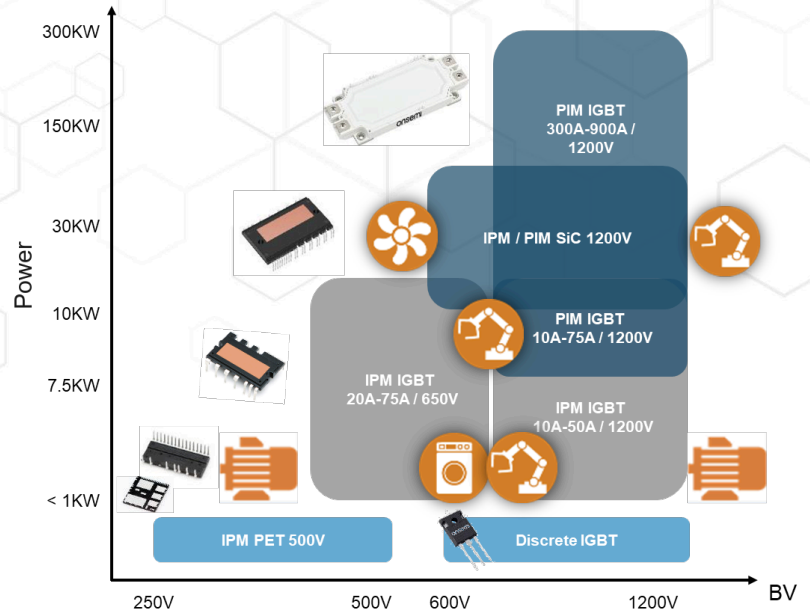 300KW
150KW
30KW
10KW
7.5KW
< 1KW
Power
onsemi
PIM IGBT
300A-900A /
1200V
IPM / PIM SiC 1200V
PIM IGBT
10A-75A / 1200V
IPM IGBT
20A-75A / 650V
IPM IGBT
10A-50A / 1200V
IPM PET 500V
onsemi
Discrete IGBT
250V
500V
600V
1200V
BV